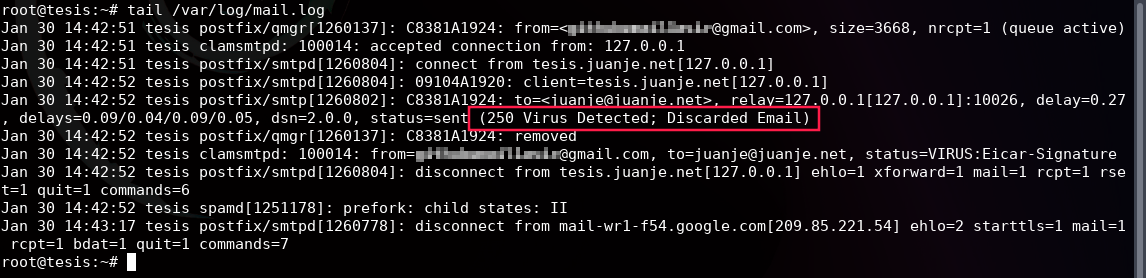 root@tesis:~# tail /var/log/mail.log
Jan 30 14:42:51 tesis postfix/qmgr[1260137]: C8381A1924: from=<@gmail.com>, size=3668, nrcpt=1 (queue active)
Jan 30 14:42:51 tesis clamsmtpd: 100014: accepted connection from: 127.0.0.1
Jan 30 14:42:51 tesis postfix/smtpd[1260804]: connect from tesis.juanje.net[127.0.0.1]
Jan 30 14:42:52 tesis postfix/smtpd[1260804]: 09104A1920: client=tesis.juanje.net[127.0.0.1]
Jan 30 14:42:52 tesis postfix/smtp[1260802]: C8381A1924: to=<juanje@juanje.net>, relay=127.0.0.1[127.0.0.1]:10026, delay=0.27
, delays=0.09/0.04/0.09/0.05, dsn=2.0.0, status=sent (250 Virus Detected; Discarded Email)
Jan 30 14:42:52 tesis postfix/qmgr[1260137]: C8381A1924: removed
Jan 30 14:42:52 tesis clamsmtpd: 100014: from=@gmail.com, to=juanje@juanje.net, status=VIRUS:Eicar-Signature
Jan 30 14:42:52 tesis postfix/smtpd[1260804]: disconnect from tesis.juanje.net[127.0.0.1] ehlo=1 xforward=1 mail=1 rcpt=1 rse
t=1 quit=1 commands=6
Jan 30 14:42:52 tesis spamd[1251178]: prefork: child states: II
Jan 30 14:43:17 tesis postfix/smtpd[1260778]: disconnect from mail-wr1-f54.google.com[209.85.221.54] ehlo=2 starttls=1 mail=1
 rcpt=1 bdat=1 quit=1 commands=7
root@tesis:~#